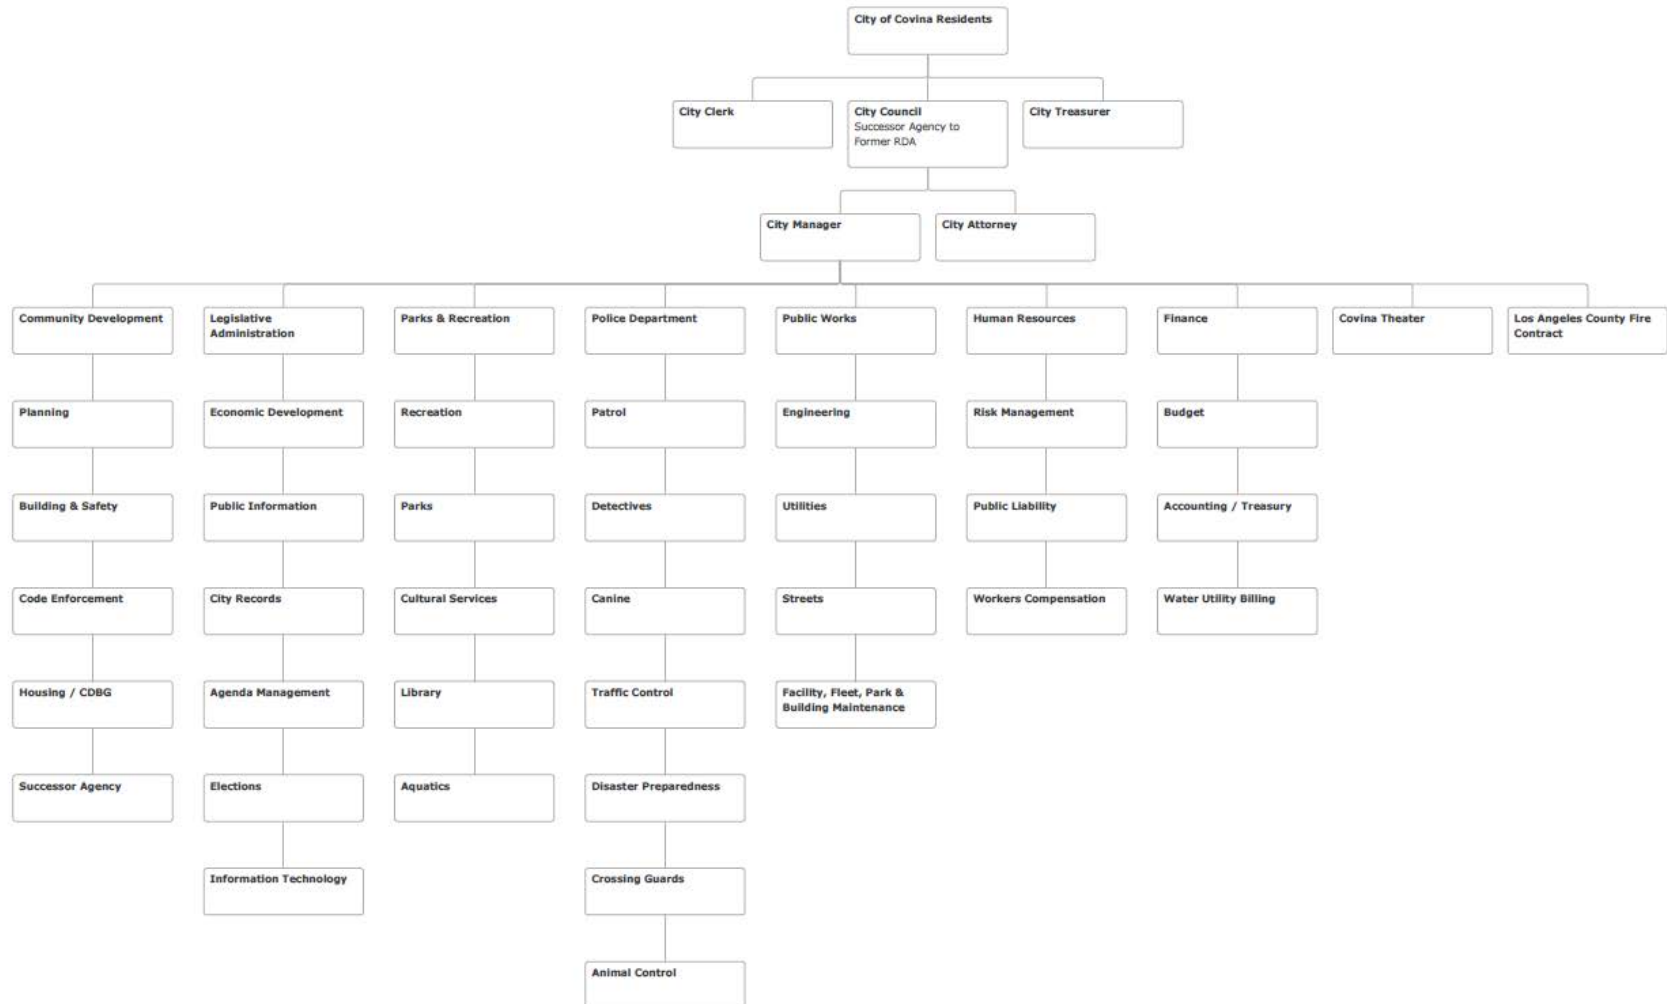 City of Covina Residents
City Clerk
City Council
Successor Agency to
Former RDA
City Treasurer
City Manager
City Attorney
Community Development
Legislative
Administration
Parks & Recreation
Police Department
Public Works
Human Resources
Finance
Covina Theater
Los Angeles County Fire
Contract
Planning
Economic Development
Recreation
Patrol
Engineering
Risk Management
Budget
Building & Safety
Public Information
Parks
Detectives
Utilities
Public Liability
Accounting / Treasury
Code Enforcement
City Records
Cultural Services
Canine
Streets
Workers Compensation
Water Utility Billing
Housing / CDBG
Agenda Management
Library
Traffic Control
Facility, Fleet, Park &
Building Maintenance
Successor Agency
Elections
Aquatics
Disaster Preparedness
Information Technology
Crossing Guards
Animal Control